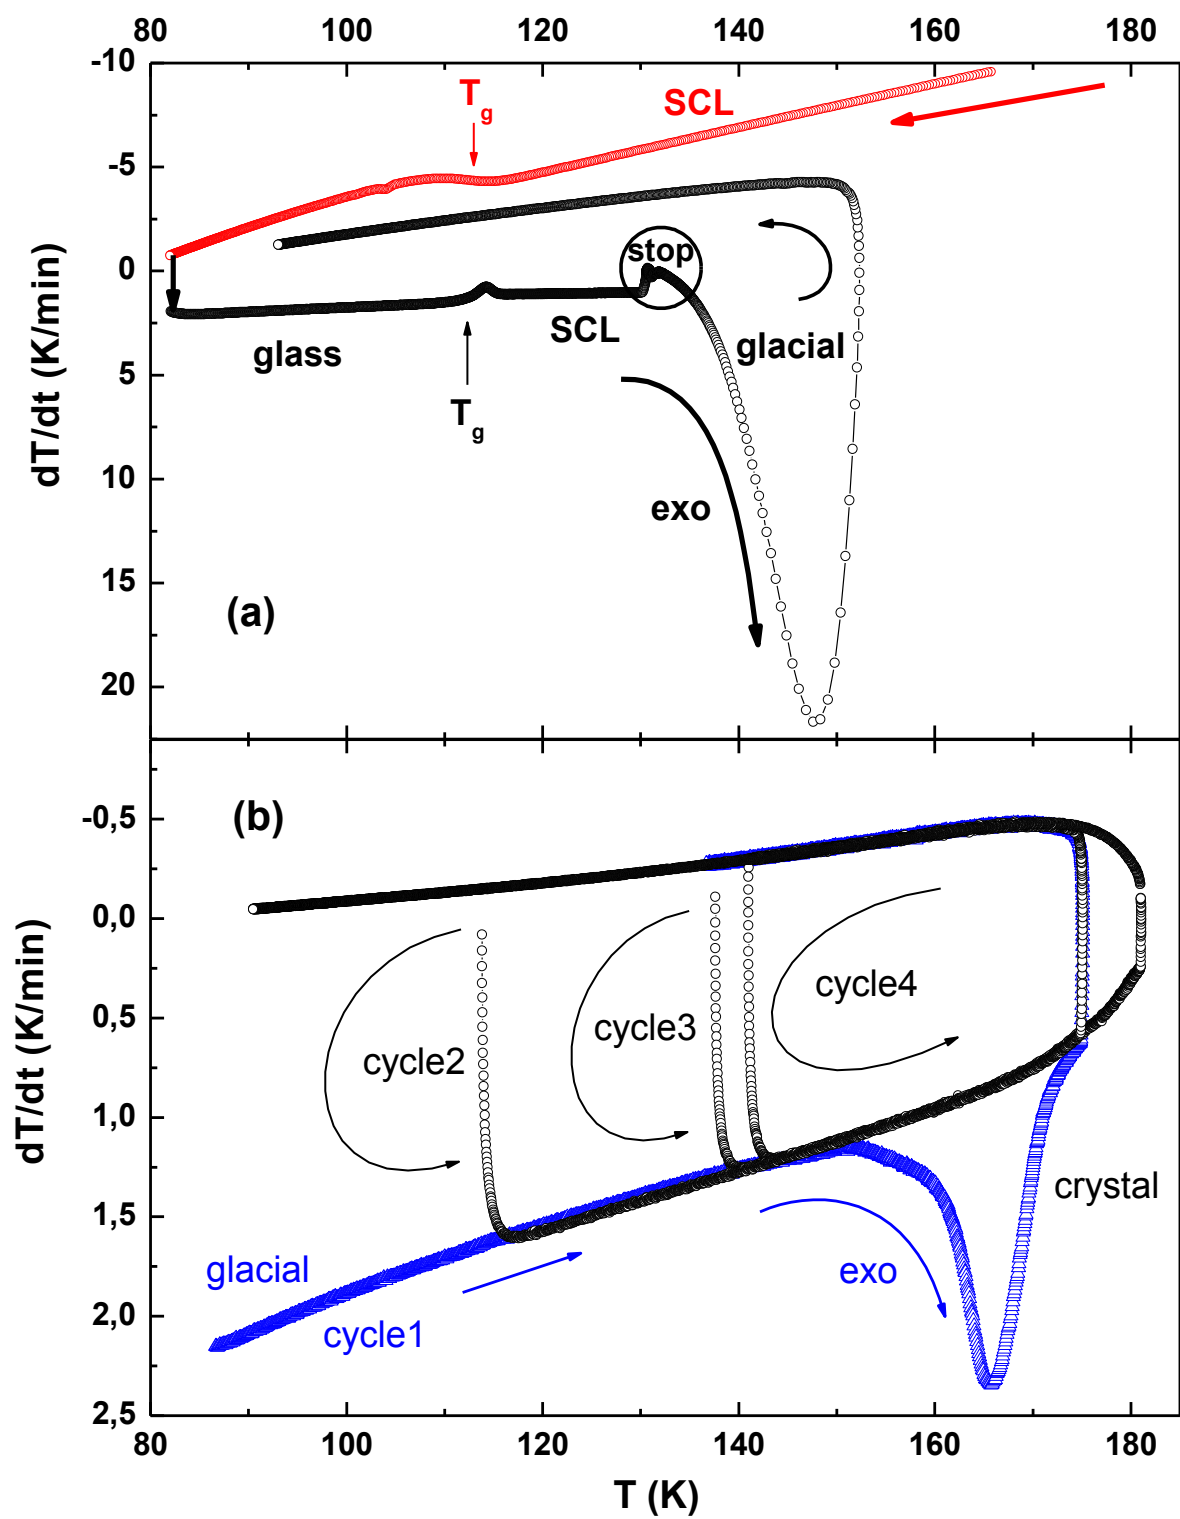 80 100 120 140 160 180
-10
-5
0
5
10
15
20
dT/dt (K/min)
Tg
SCL
stop
glass
SCL
glacial
Tg
exo
(a)
(b)
-0,5
0,0
0,5
1,0
1,5
2,0
2,5
dT/dt (K/min)
cycle4
cycle3
cycle2
crystal
glacial
exo
cycle1
80 100 120 140 160 180
T (K)